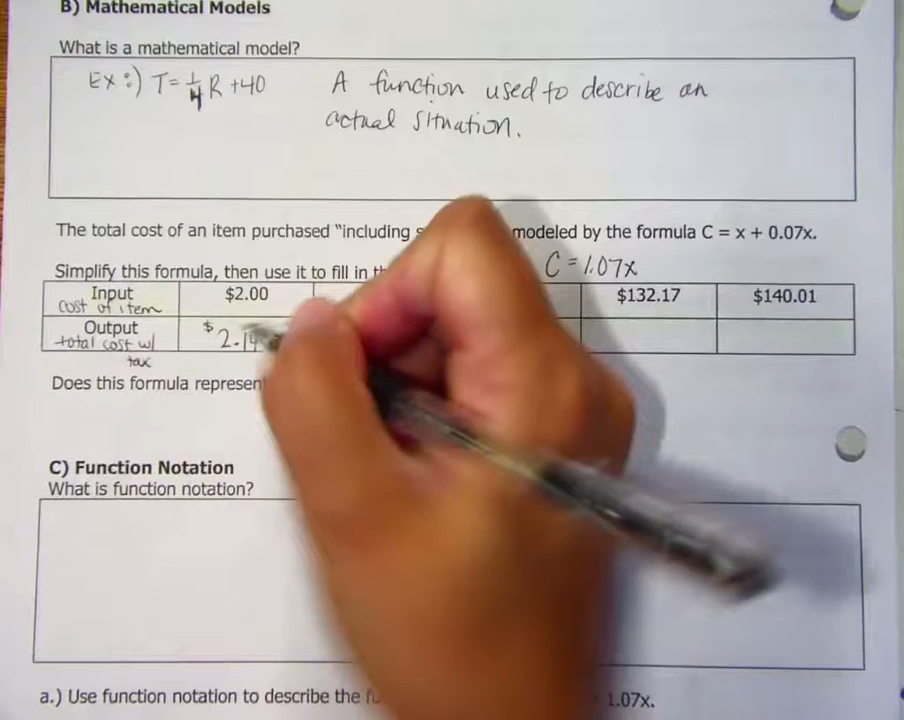 B) Mathematical Models
What is a mathematical model?
Ex:) T = 1/4 R + 40
A function used to describe an
actual situation.
The total cost of an item purchased "including modeled by the formula C = x + 0.07x.
Simplify this formula, then use it to fill in C = 1.07x
Input $2.00 $132.17 $140.01
cost of item
Output $2.14
total cost w/
tax
Does this formula
C) Function Notation
What is function notation?
a.) Use function notation to describe the 1.07x.